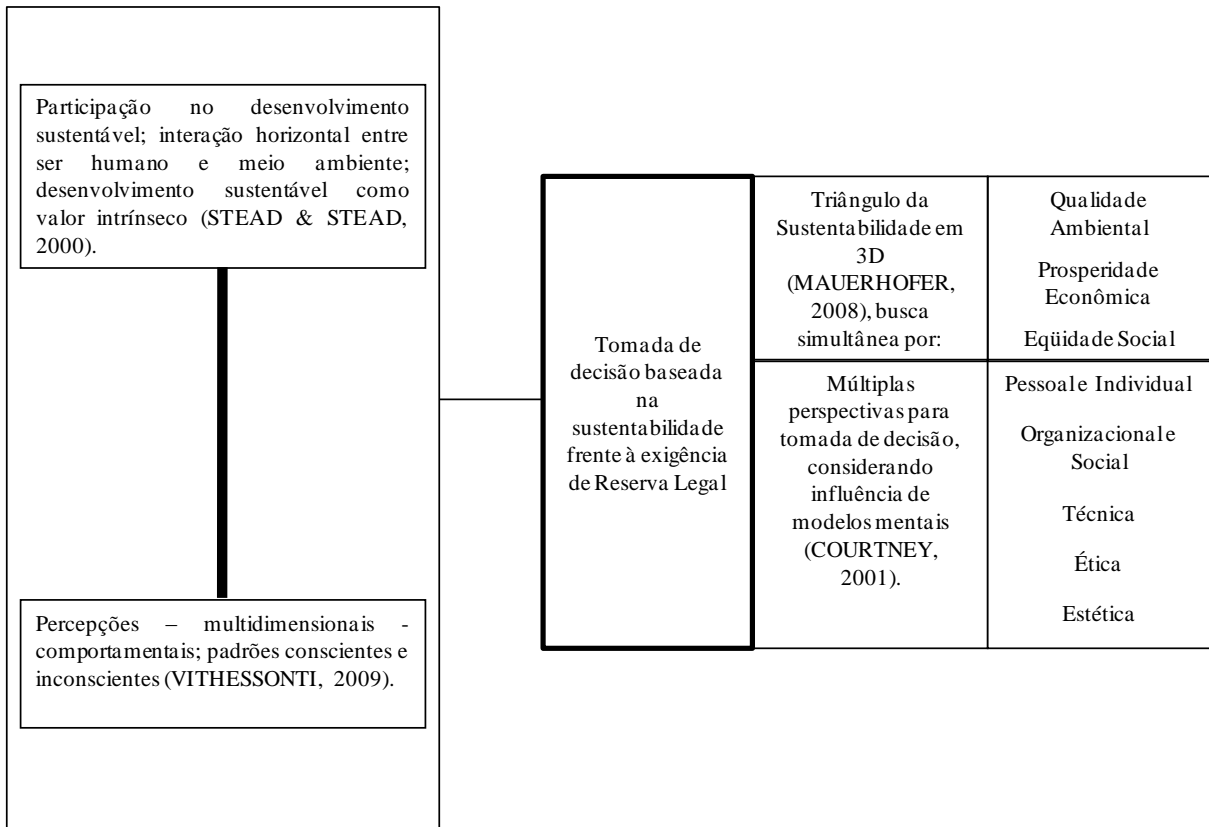 Participação no desenvolvimento
sustentável; interação horizontal entre
ser humano e meio ambiente;
desenvolvimento sustentável como
valor intrínseco (STEAD & STEAD,
2000).
Percepções – multidimensionais -
comportamentais; padrões conscientes e
inconscientes (VITHESSONTI, 2009).
Tomada de
decisão baseada
na
sustentabilidade
frente à exigência
de Reserva Legal
Triângulo da
Sustentabilidade em
3D
(MAUERHOFER,
2008), busca
simultânea por:
Qualidade
Ambiental
Prosperidade
Econômica
Eqüidade Social
Múltiplas
perspectivas para
tomada de decisão,
considerando
influência de
modelos mentais
(COURTNEY,
2001).
Pessoal e Individual
Organizacional e
Social
Técnica
Ética
Estética